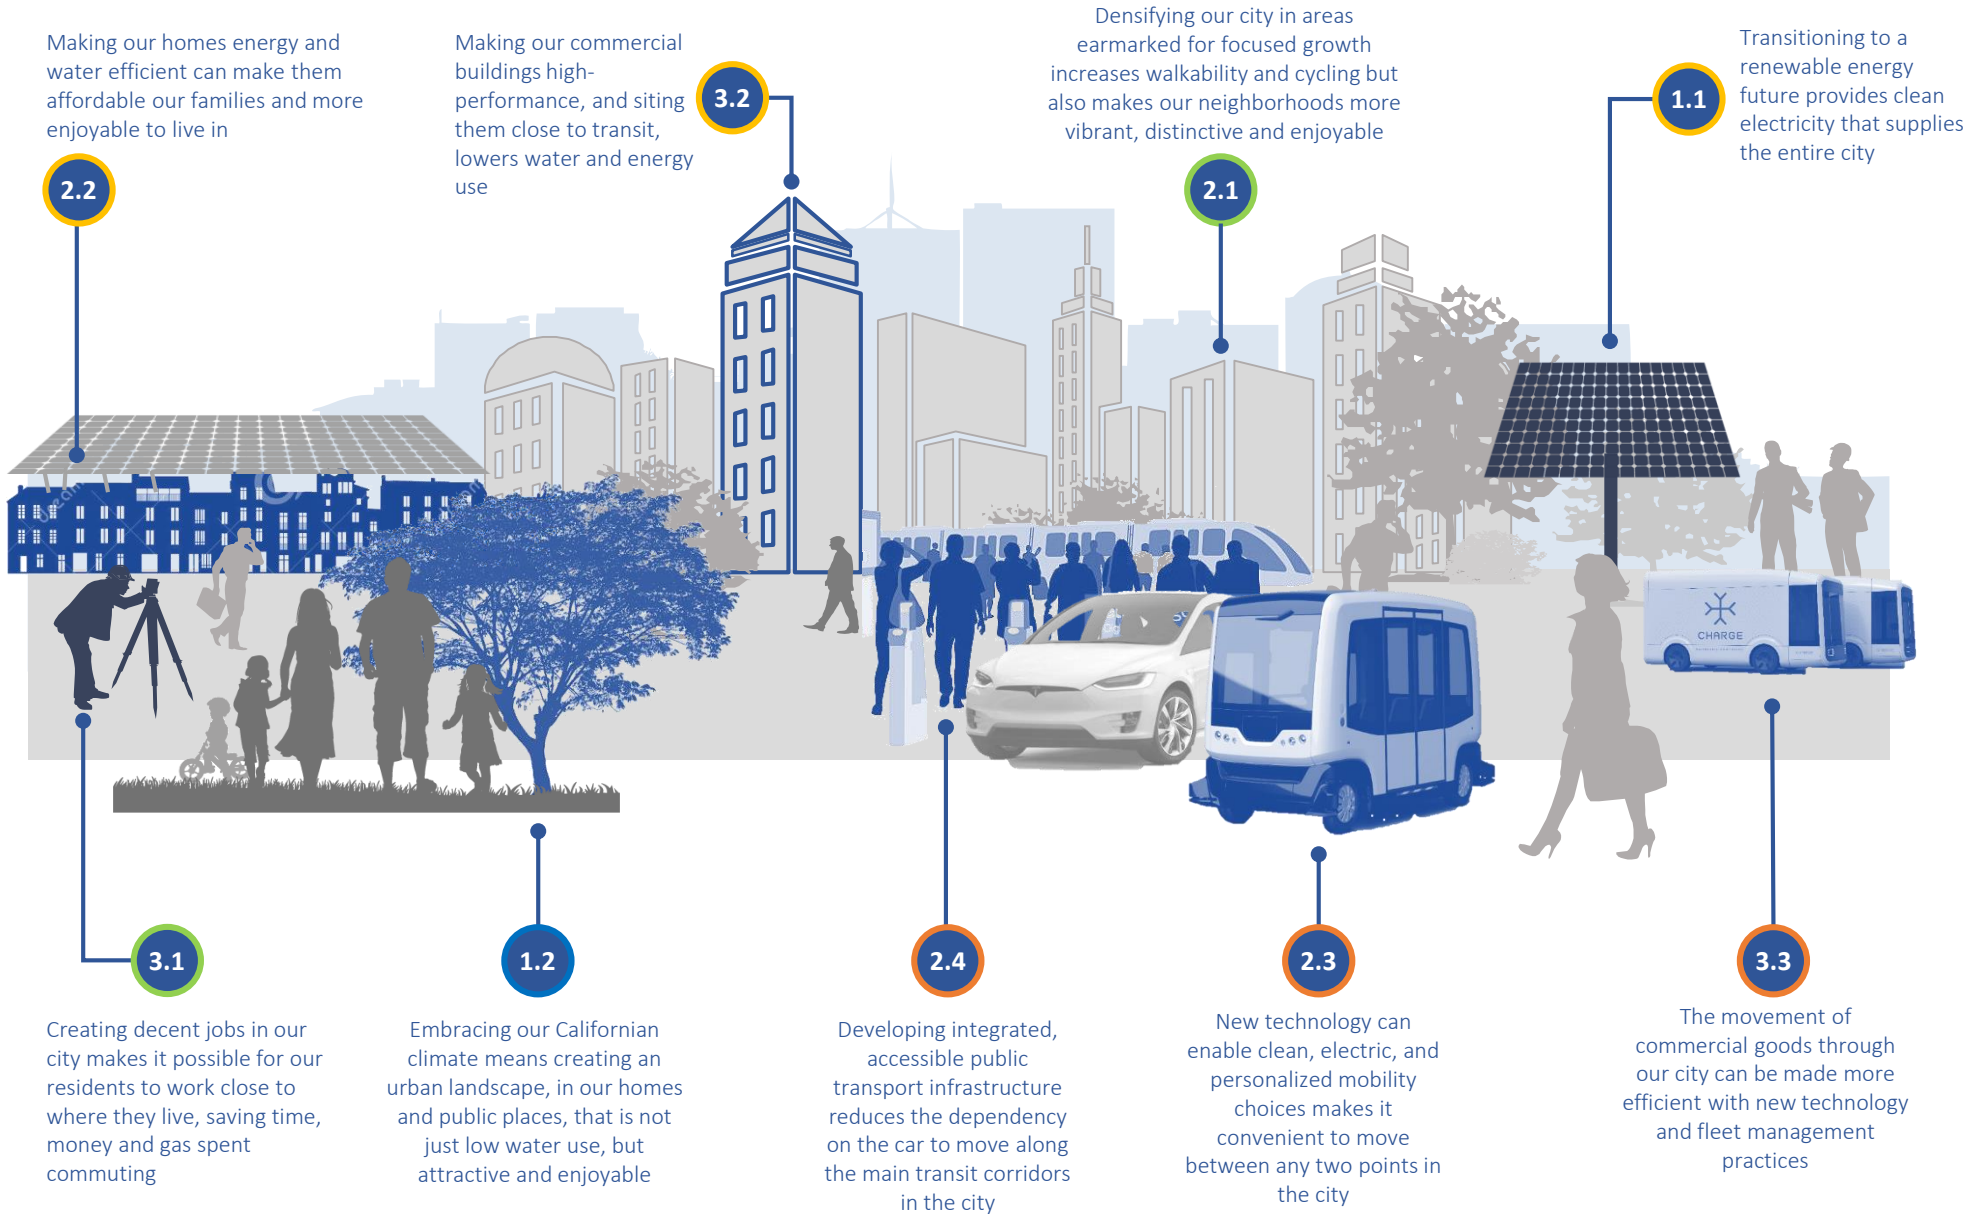 Making our homes energy and
water efficient can make them
affordable our families and more
enjoyable to live in
2.2
Making our commercial
buildings high-
performance, and siting
them close to transit,
lowers water and energy
use
3.2
Densifying our city in areas
earmarked for focused growth
increases walkability and cycling but
also makes our neighborhoods more
vibrant, distinctive and enjoyable
2.1
1.1
Transitioning to a
renewable energy
future provides clean
electricity that supplies
the entire city
CHARGE
3.1
Creating decent jobs in our
city makes it possible for our
residents to work close to
where they live, saving time,
money and gas spent
commuting
1.2
Embracing our Californian
climate means creating an
urban landscape, in our homes
and public places, that is not
just low water use, but
attractive and enjoyable
2.4
Developing integrated,
accessible public
transport infrastructure
reduces the dependency
on the car to move along
the main transit corridors
in the city
2.3
New technology can
enable clean, electric, and
personalized mobility
choices makes it
convenient to move
between any two points in
the city
3.3
The movement of
commercial goods through
our city can be made more
efficient with new technology
and fleet management
practices